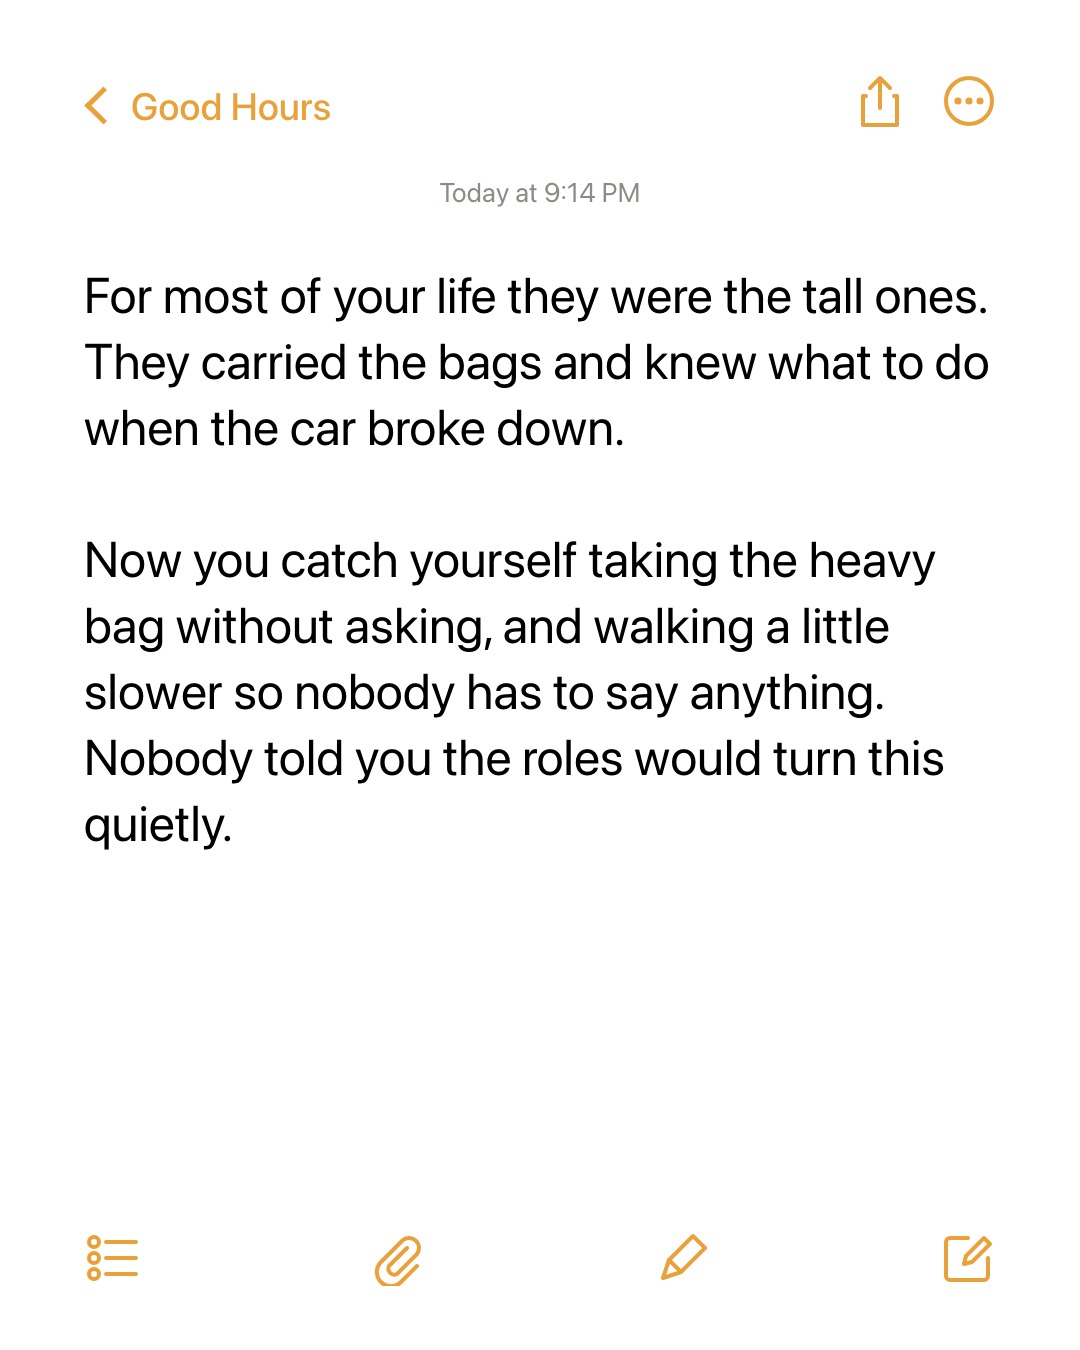 Good Hours
Today at 9:14 PM
For most of your life they were the tall ones.
They carried the bags and knew what to do
when the car broke down.
Now you catch yourself taking the heavy
bag without asking, and walking a little
slower so nobody has to say anything.
Nobody told you the roles would turn this
quietly.